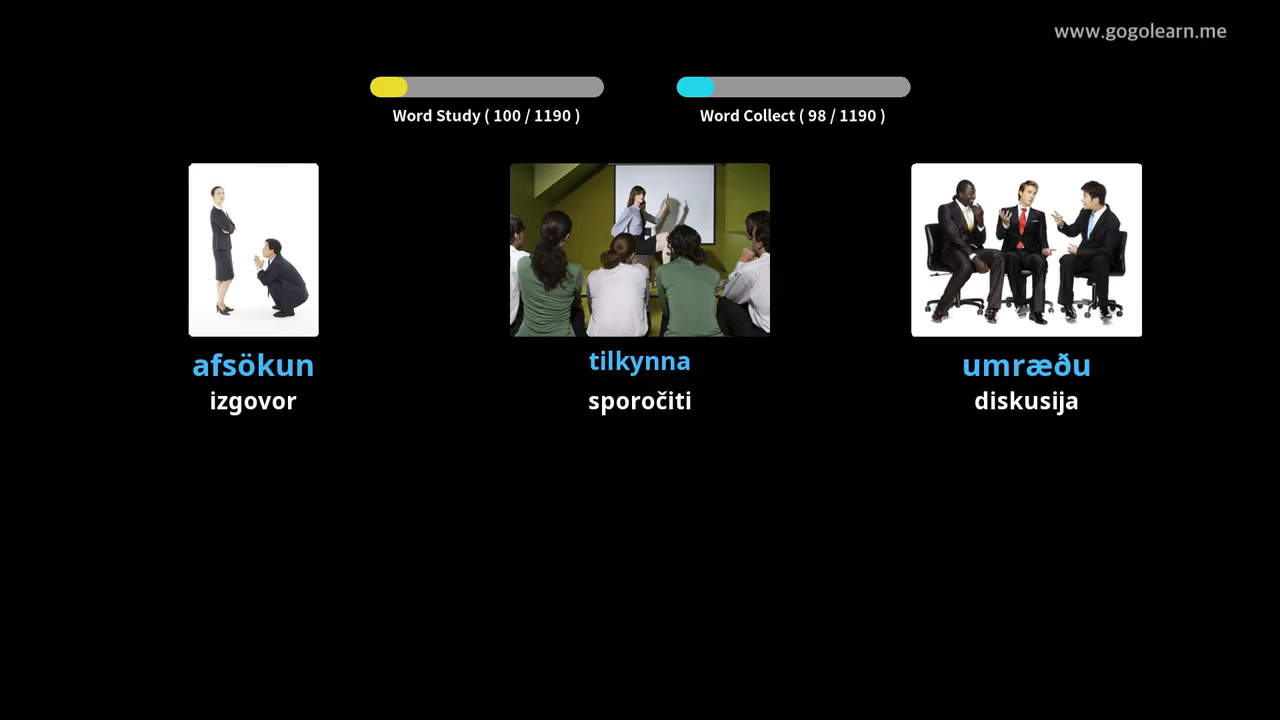 www.gogolearn.me
Word Study ( 100 / 1190 )
Word Collect ( 98 / 1190 )
afsökun
izgovor
tilkynna
sporočiti
umræðu
diskusija